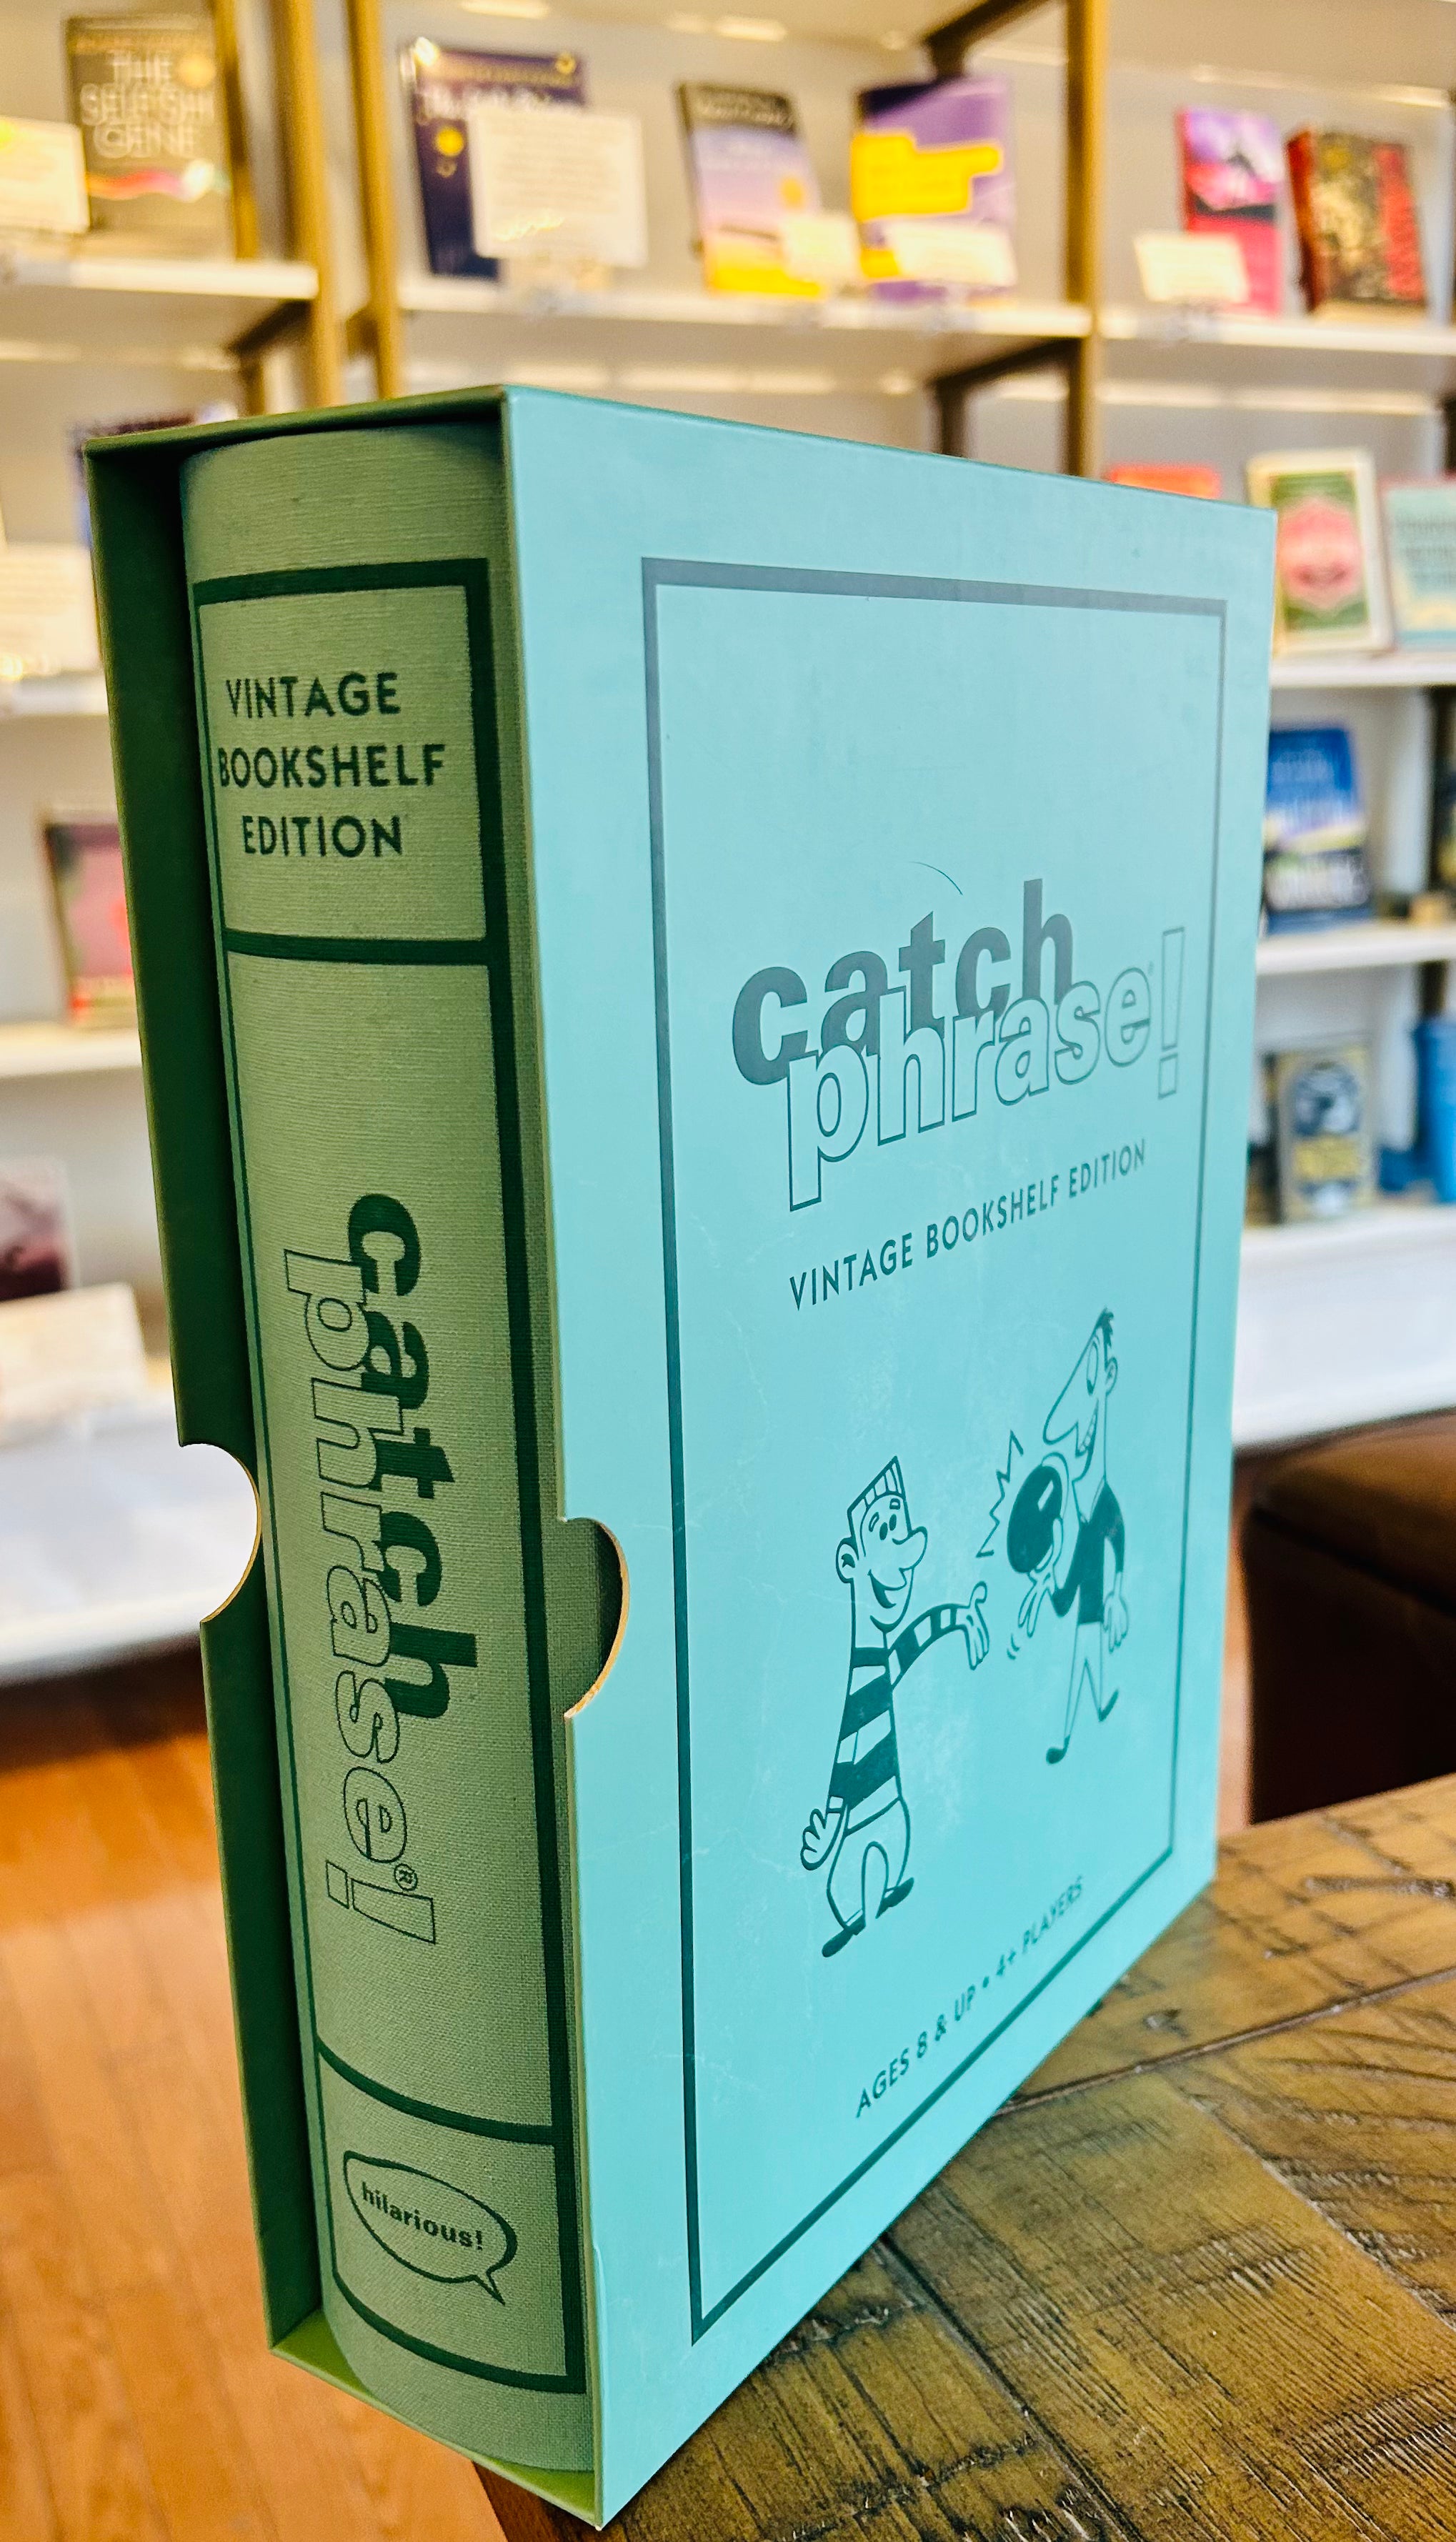 THE
SELFISH
GENE
VINTAGE
BOOKSHELF
EDITION
catch
phrase!®
hilarious!
catch
phrase!
VINTAGE BOOKSHELF EDITION
AGES 8 & UP • 4+ PLAYERS